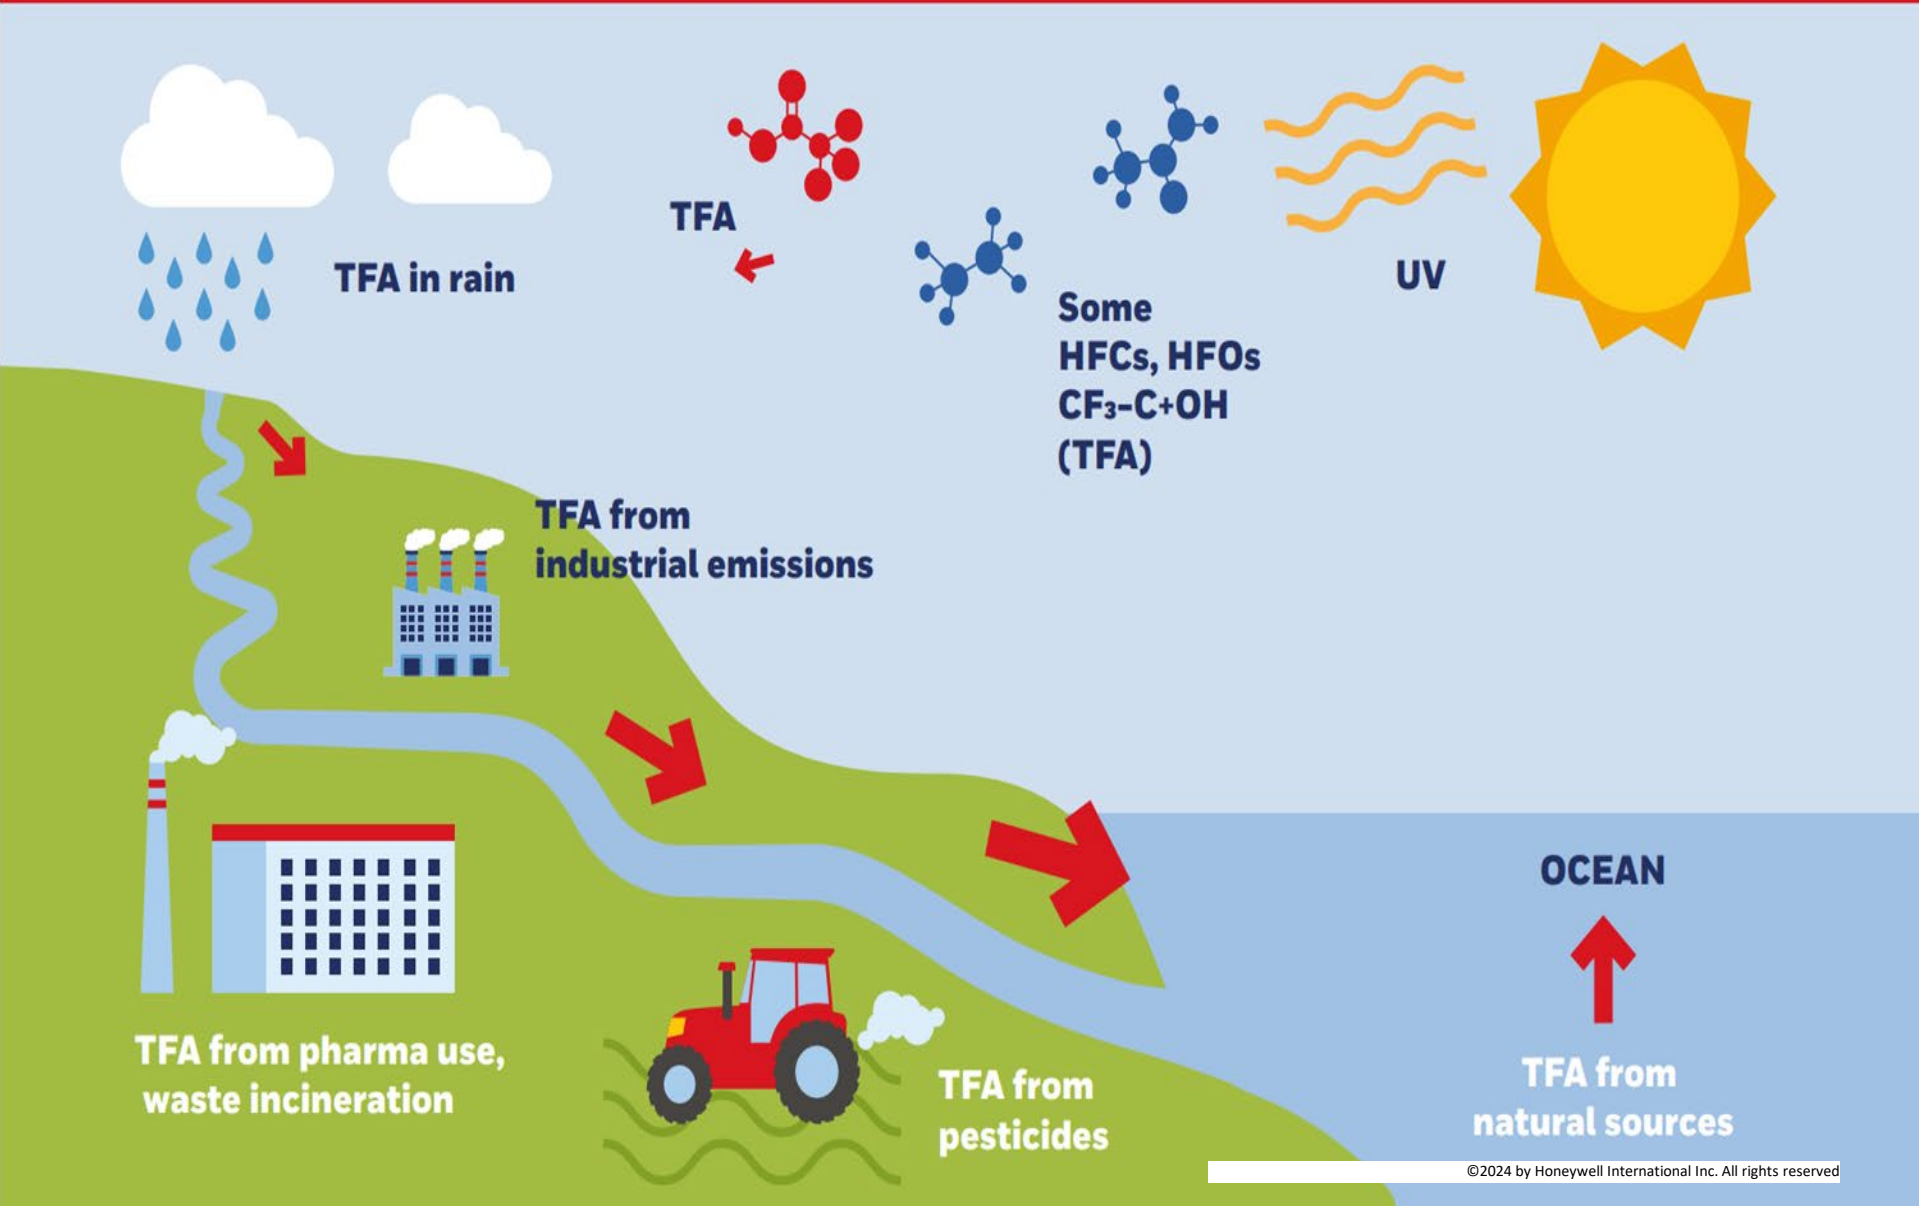 TFA
TFA in rain
UV
Some
HFCs, HFOs
CF₃–C+OH
(TFA)
TFA from
industrial emissions
OCEAN
TFA from pharma use,
waste incineration
TFA from
pesticides
TFA from
natural sources
©2024 by Honeywell International Inc. All rights reserved